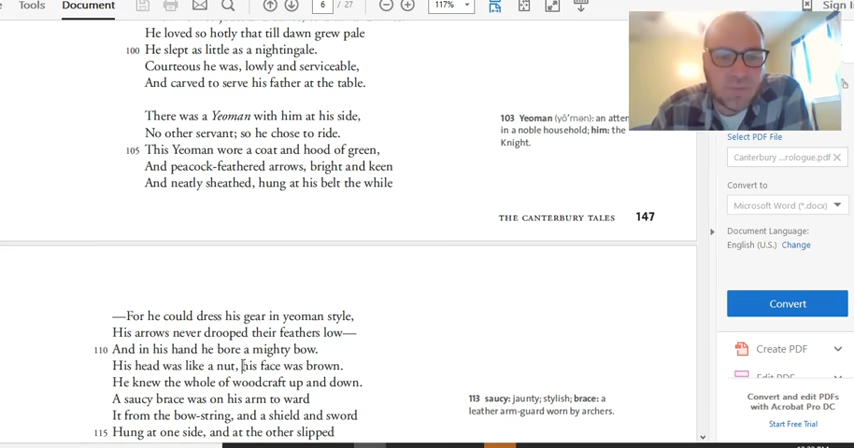 Tools Document 6 / 27 117% Sign I
He loved so hotly that till dawn grew pale
100 He slept as little as a nightingale.
Courteous he was, lowly and serviceable,
And carved to serve his father at the table.
There was a Yeoman with him at his side,
No other servant; so he chose to ride.
105 This Yeoman wore a coat and hood of green,
And peacock-feathered arrows, bright and keen
And neatly sheathed, hung at his belt the while
103 Yeoman (yō′mən): an atten
in a noble household; him: the
Knight.
THE CANTERBURY TALES 147
—For he could dress his gear in yeoman style,
His arrows never drooped their feathers low—
110 And in his hand he bore a mighty bow.
His head was like a nut, his face was brown.
He knew the whole of woodcraft up and down.
A saucy brace was on his arm to ward
It from the bow-string, and a shield and sword
115 Hung at one side, and at the other slipped
113 saucy: jaunty; stylish; brace: a
leather arm-guard worn by archers.
Select PDF File
Canterbury ...rologue.pdf
Convert to
Microsoft Word (*.docx)
Document Language:
English (U.S.) Change
Convert
Create PDF
Edit PDF
Convert and edit PDFs
with Acrobat Pro DC
Start Free Trial